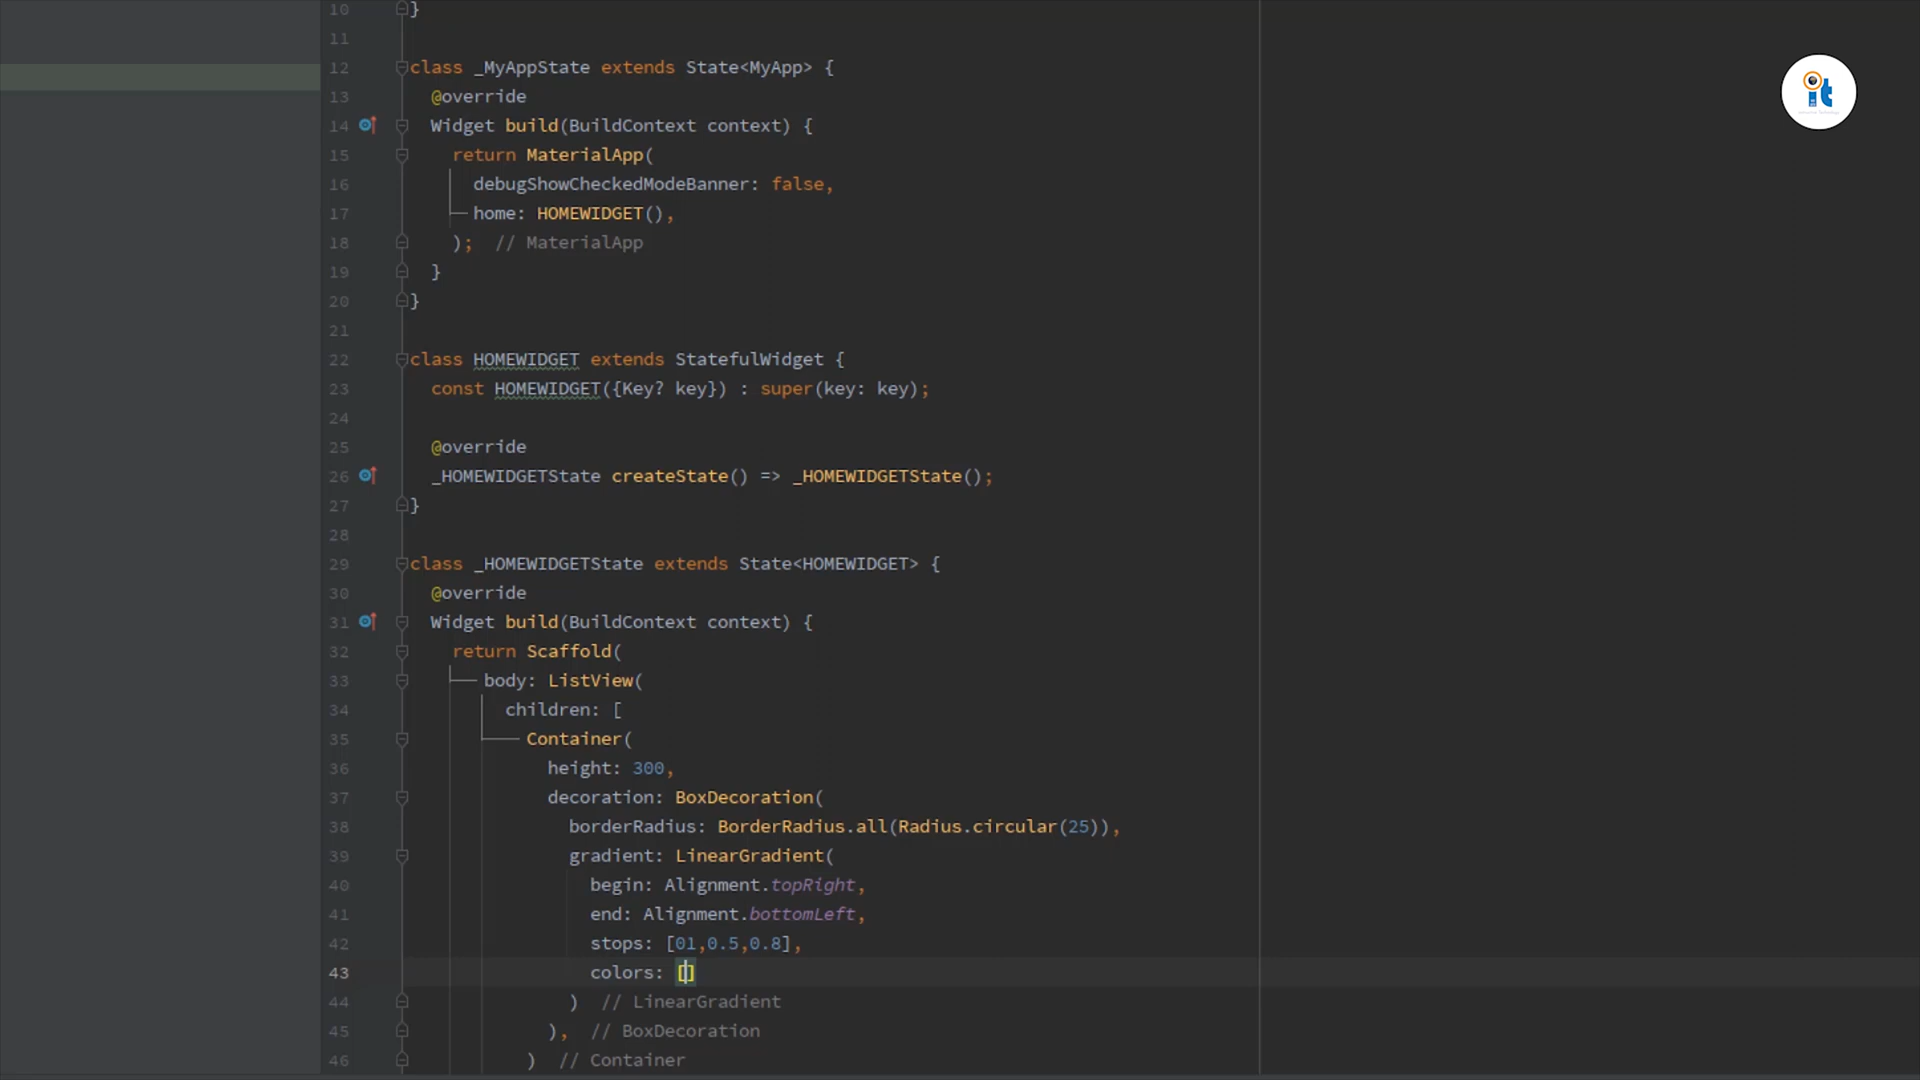 10 }
11
12 class _MyAppState extends State<MyApp> {
13 @override
14 Widget build(BuildContext context) {
15 return MaterialApp(
16 debugShowCheckedModeBanner: false,
17 home: HOMEWIDGET(),
18 ); // MaterialApp
19 }
20 }
21
22 class HOMEWIDGET extends StatefulWidget {
23 const HOMEWIDGET({Key? key}) : super(key: key);
24
25 @override
26 _HOMEWIDGETState createState() => _HOMEWIDGETState();
27 }
28
29 class _HOMEWIDGETState extends State<HOMEWIDGET> {
30 @override
31 Widget build(BuildContext context) {
32 return Scaffold(
33 body: ListView(
34 children: [
35 Container(
36 height: 300,
37 decoration: BoxDecoration(
38 borderRadius: BorderRadius.all(Radius.circular(25)),
39 gradient: LinearGradient(
40 begin: Alignment.topRight,
41 end: Alignment.bottomLeft,
42 stops: [01,0.5,0.8],
43 colors: []
44 ) // LinearGradient
45 ), // BoxDecoration
46 ) // Container
it